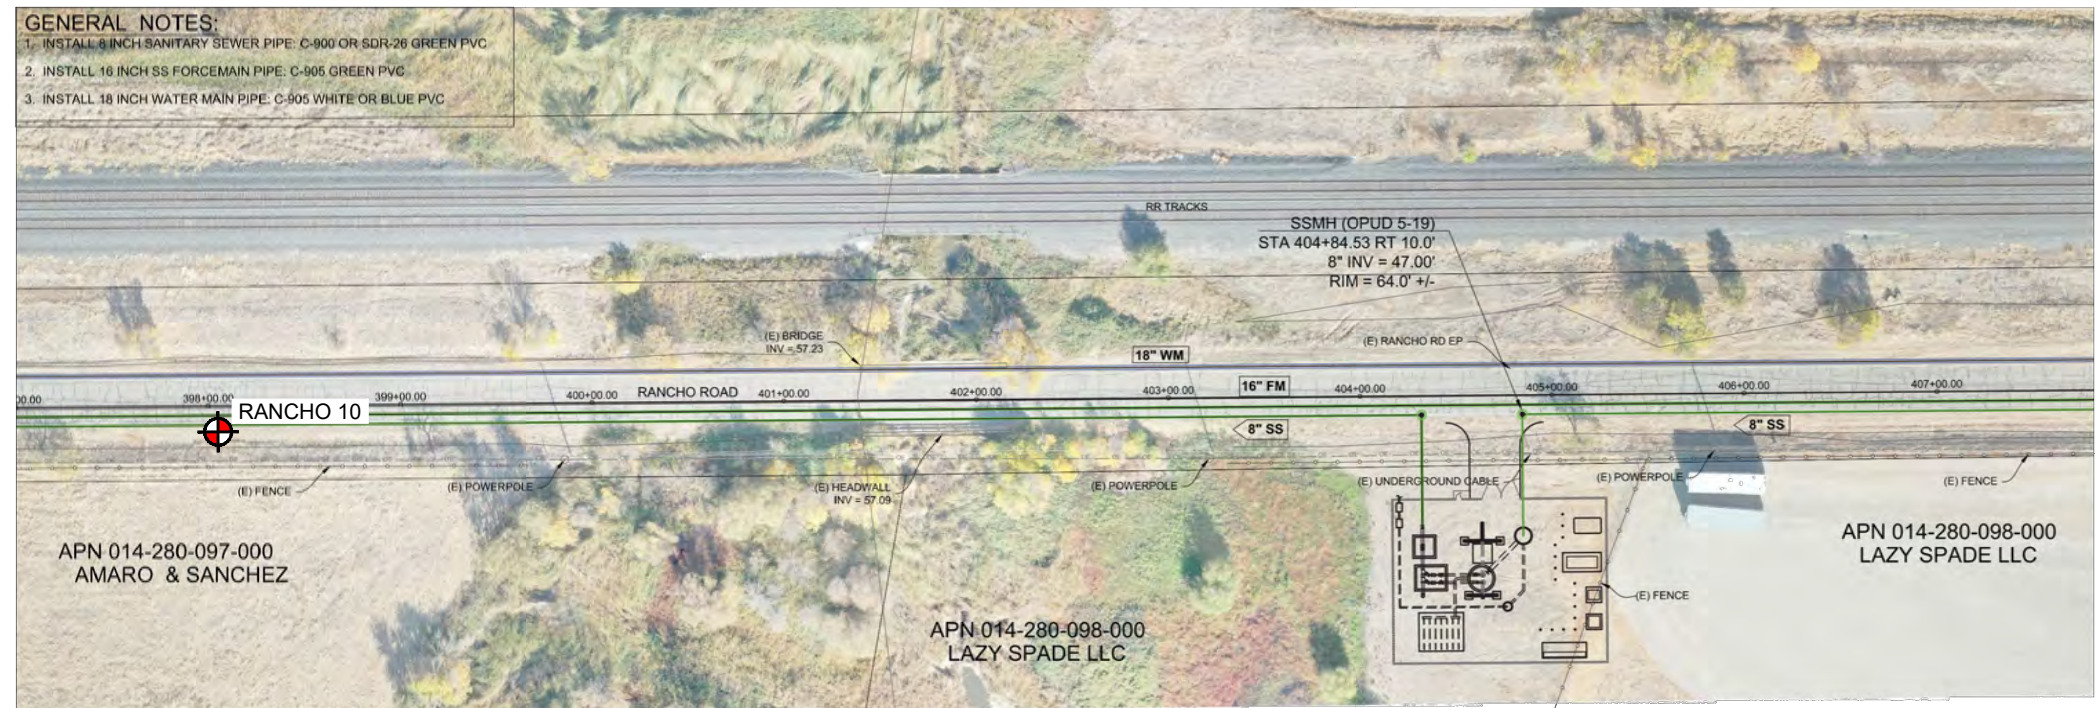 GENERAL NOTES:
1. INSTALL 8 INCH SANITARY SEWER PIPE: C-900 OR SDR-26 GREEN PVC
2. INSTALL 16 INCH SS FORCEMAIN PIPE: C-905 GREEN PVC
3. INSTALL 18 INCH WATER MAIN PIPE: C-905 WHITE OR BLUE PVC
RR TRACKS
SSMH (OPUD 5-19)
STA 404+84.53 RT 10.0'
8" INV = 47.00'
RIM = 64.0' +/-
(E) BRIDGE
INV = 57.23
(E) RANCHO RD EP
18" WM
16" FM
00.00
398+00.00
399+00.00
400+00.00
RANCHO ROAD
401+00.00
402+00.00
403+00.00
404+00.00
405+00.00
406+00.00
407+00.00
RANCHO 10
8" SS
8" SS
(E) FENCE
(E) POWERPOLE
(E) HEADWALL
INV = 57.09
(E) POWERPOLE
(E) UNDERGROUND CABLE
(E) POWERPOLE
(E) FENCE
APN 014-280-097-000
AMARO & SANCHEZ
APN 014-280-098-000
LAZY SPADE LLC
(E) FENCE
APN 014-280-098-000
LAZY SPADE LLC